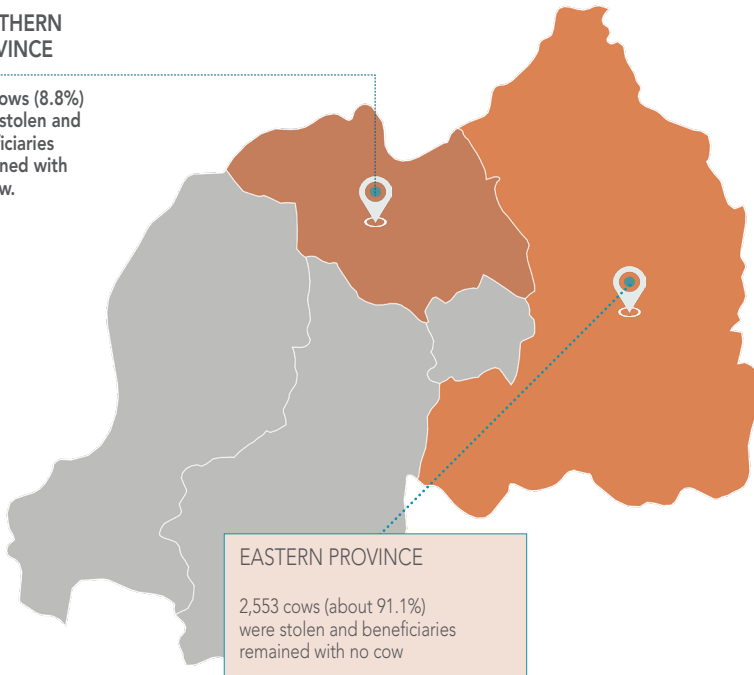 THERN
VINCE
ows (8.8%)
stolen and
ficiaries
ned with
w.
EASTERN PROVINCE
2,553 cows (about 91.1%)
were stolen and beneficiaries
remained with no cow